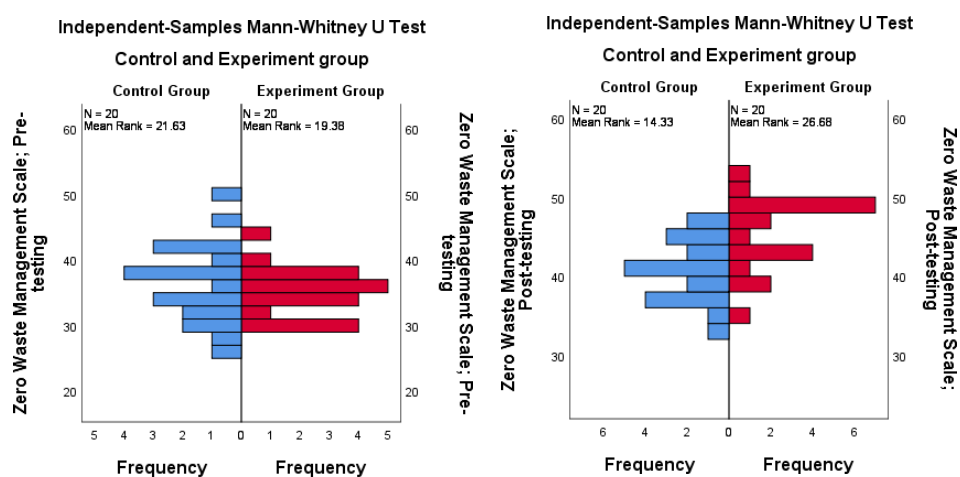 Independent-Samples Mann-Whitney U Test
Control and Experiment group
Control Group
Experiment Group
N = 20
Mean Rank = 21.63
N = 20
Mean Rank = 19.38
Zero Waste Management Scale; Pre-
testing
60
50
40
30
20
60
50
40
30
20
Zero Waste Management Scale; Pre-
testing
5 4 3 2 1 0 1 2 3 4 5
Frequency
Frequency
Independent-Samples Mann-Whitney U Test
Control and Experiment group
Control Group
Experiment Group
N = 20
Mean Rank = 14.33
N = 20
Mean Rank = 26.68
Zero Waste Management Scale;
Post-testing
60
50
40
30
60
50
40
30
Zero Waste Management Scale;
Post-testing
6 4 2 0 2 4 6
Frequency
Frequency